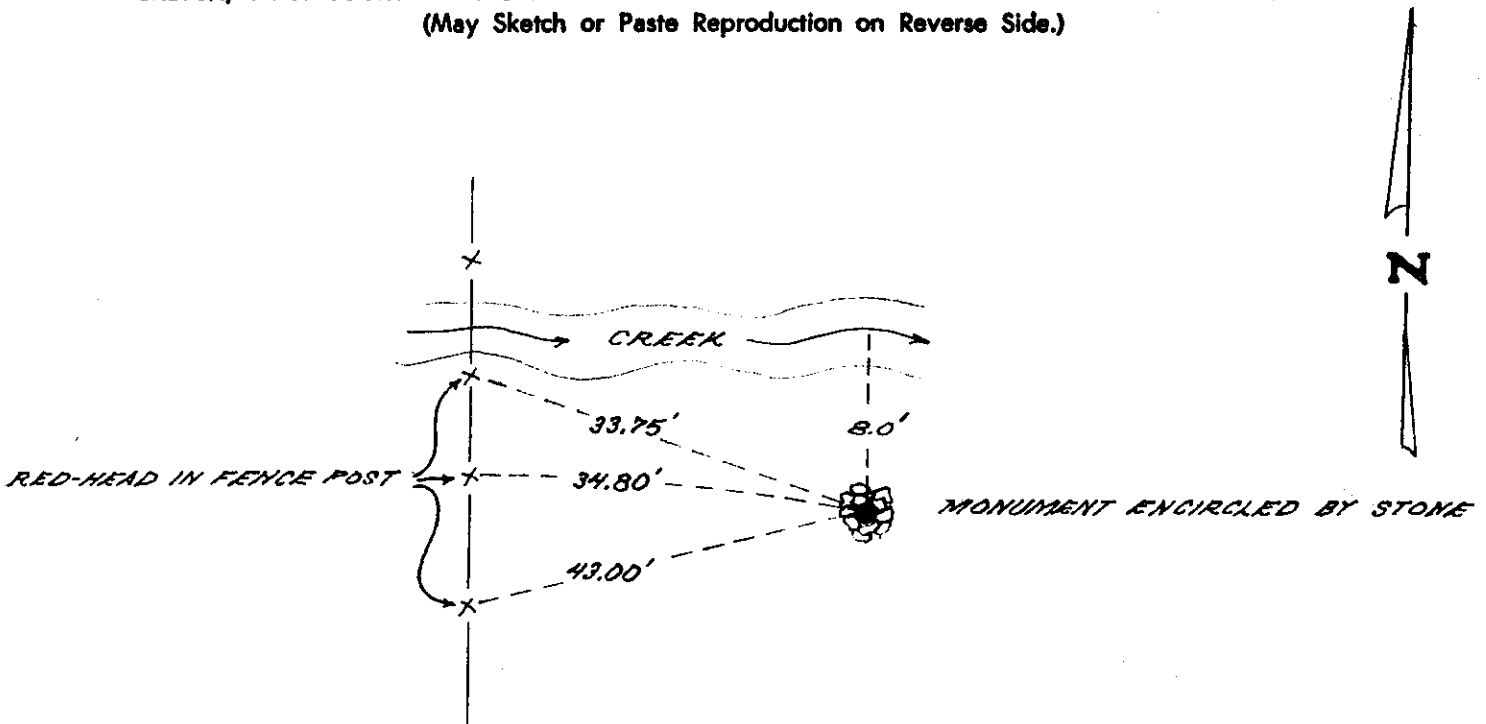 (May Sketch or Paste Reproduction on Reverse Side.)
N
CREEK
33.75'
8.0'
RED-HEAD IN FENCE POST
34.80'
MONUMENT ENCIRCLED BY STONE
43.00'